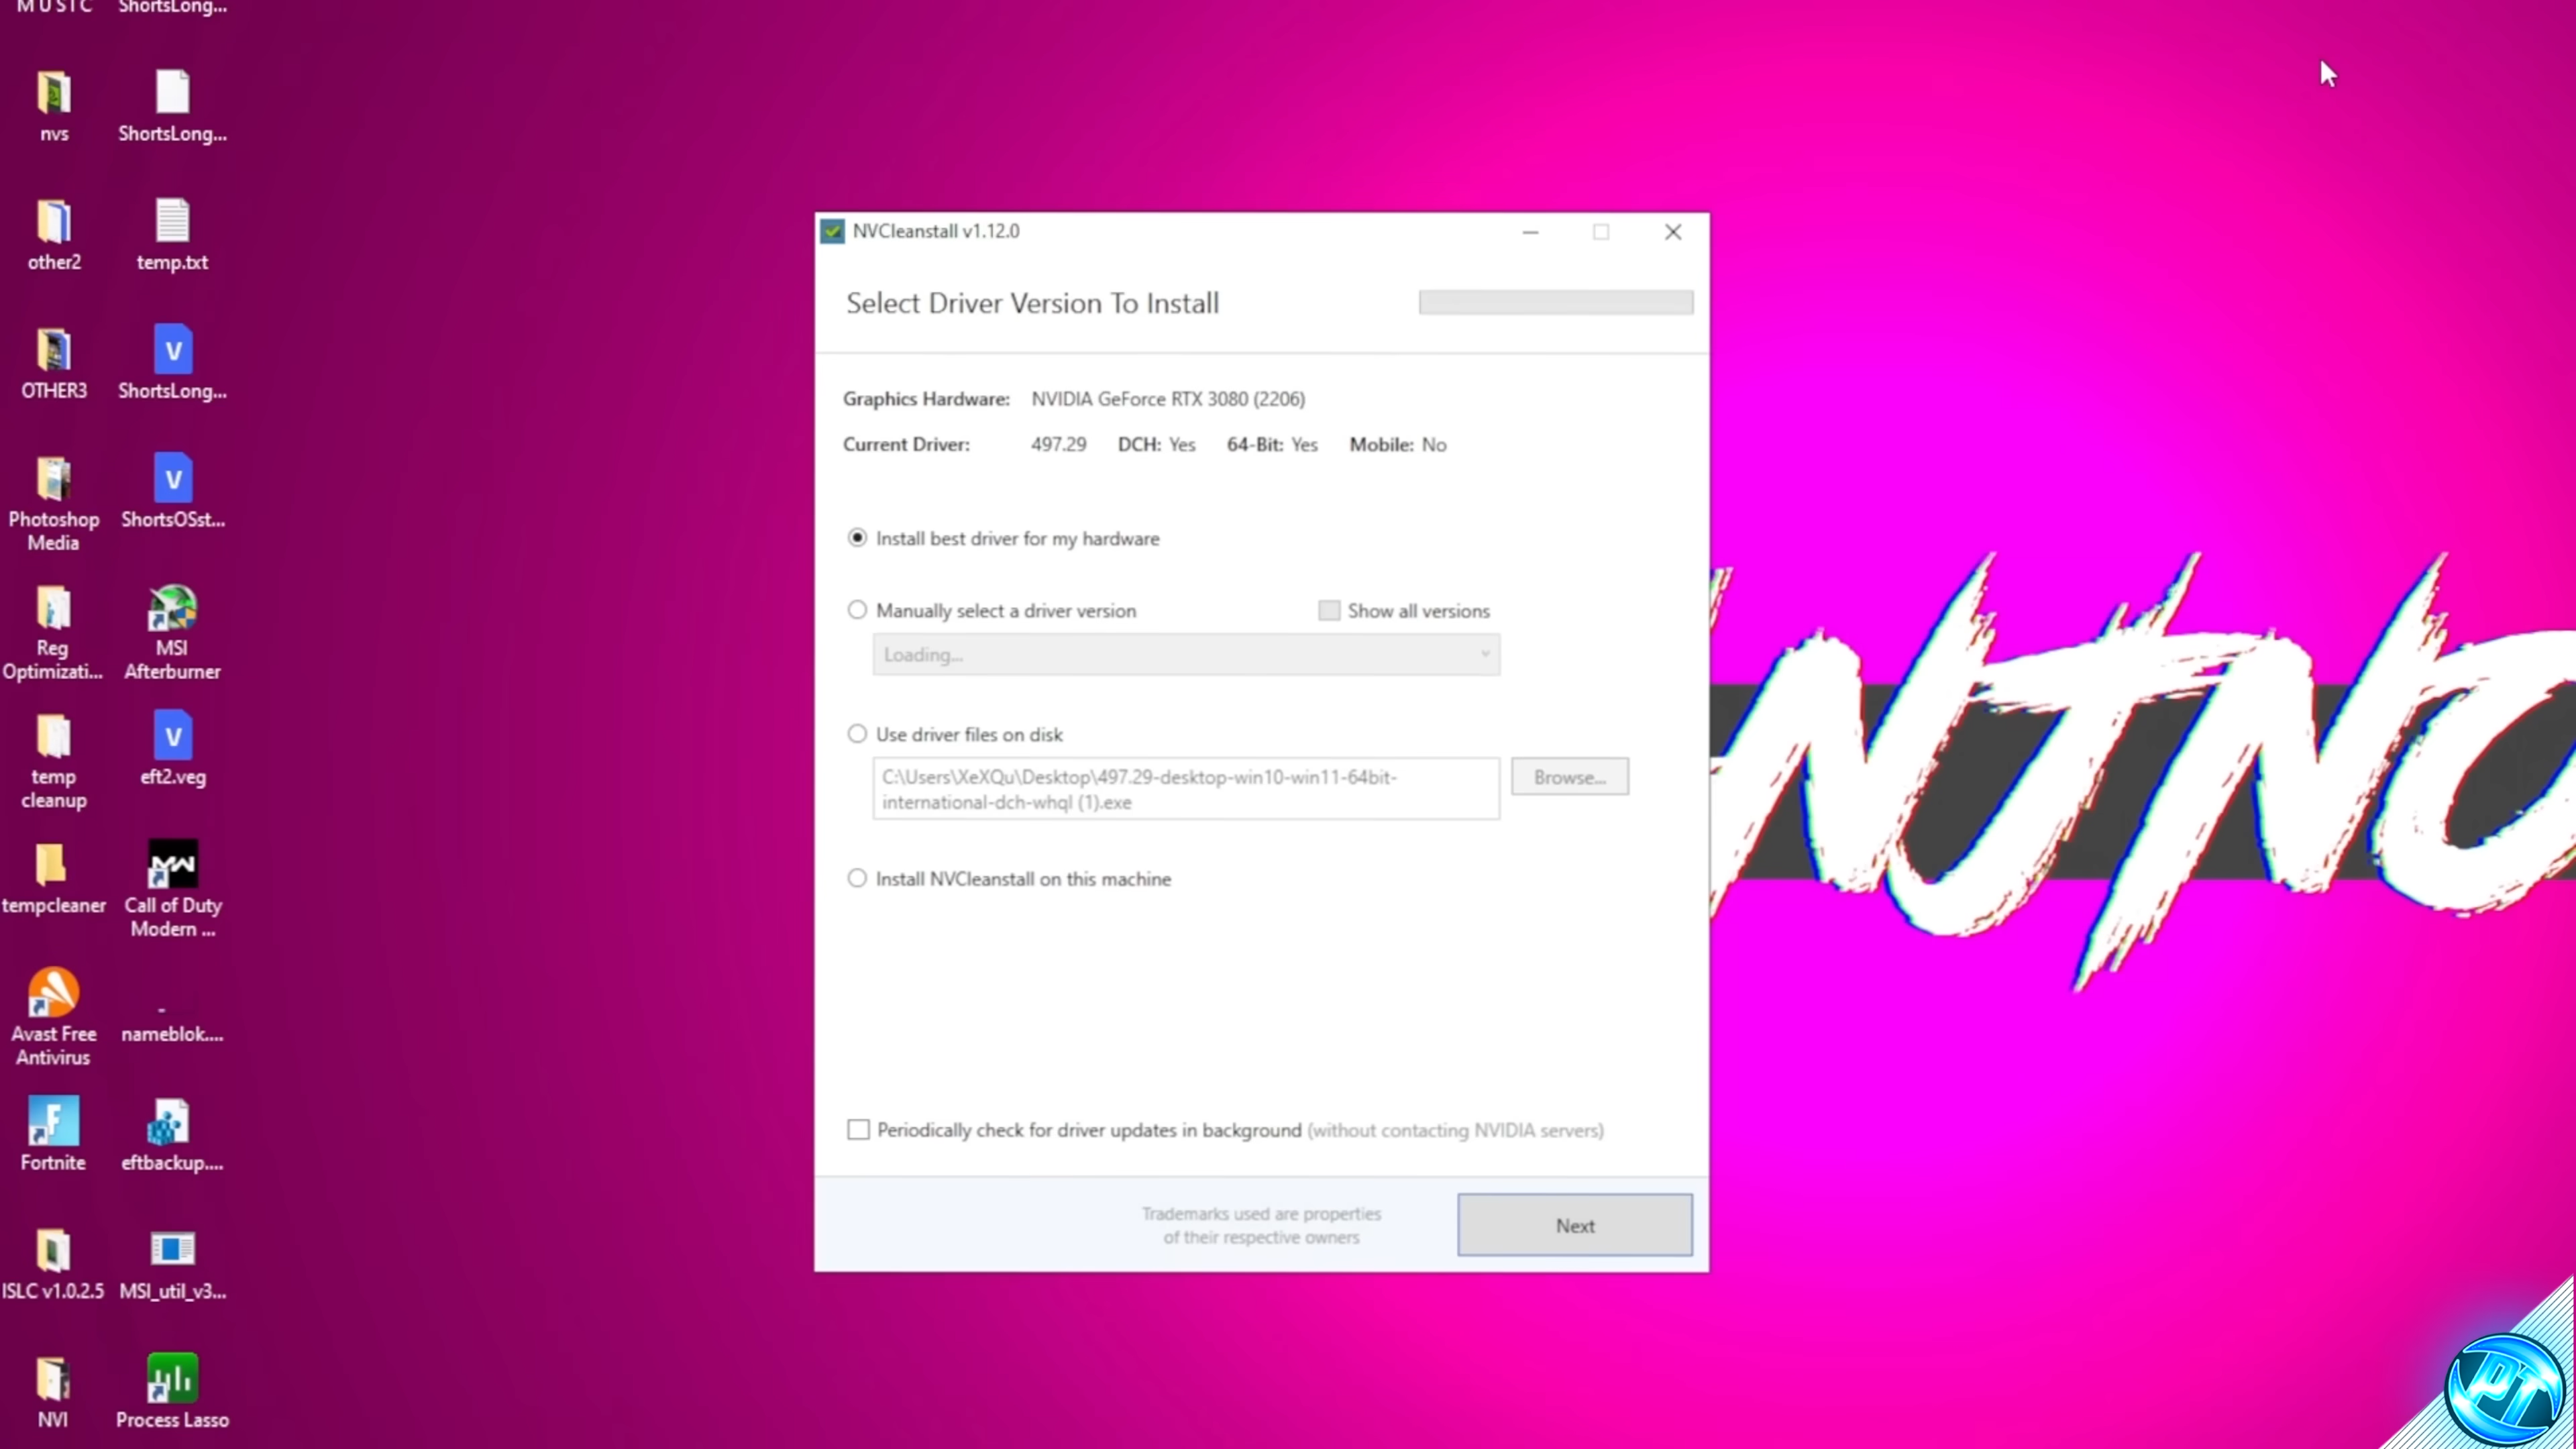 MUSIC
ShortsLong...
nvs
ShortsLong...
other2
temp.txt
OTHER3
ShortsLong...
Photoshop
Media
ShortsOSst...
Reg
Optimizati...
MSI
Afterburner
temp
cleanup
eft2.veg
tempcleaner
Call of Duty
Modern ...
Avast Free
Antivirus
nameblok....
Fortnite
eftbackup....
ISLC v1.0.2.5
MSI_util_v3...
NVI
Process Lasso
NVCleanstall v1.12.0
Select Driver Version To Install
Graphics Hardware: NVIDIA GeForce RTX 3080 (2206)
Current Driver: 497.29 DCH: Yes 64-Bit: Yes Mobile: No
Install best driver for my hardware
Manually select a driver version Show all versions
Loading...
Use driver files on disk
C:\Users\XeXQu\Desktop\497.29-desktop-win10-win11-64bit-
international-dch-whql (1).exe
Browse...
Install NVCleanstall on this machine
Periodically check for driver updates in background (without contacting NVIDIA servers)
Trademarks used are properties
of their respective owners
Next
PT